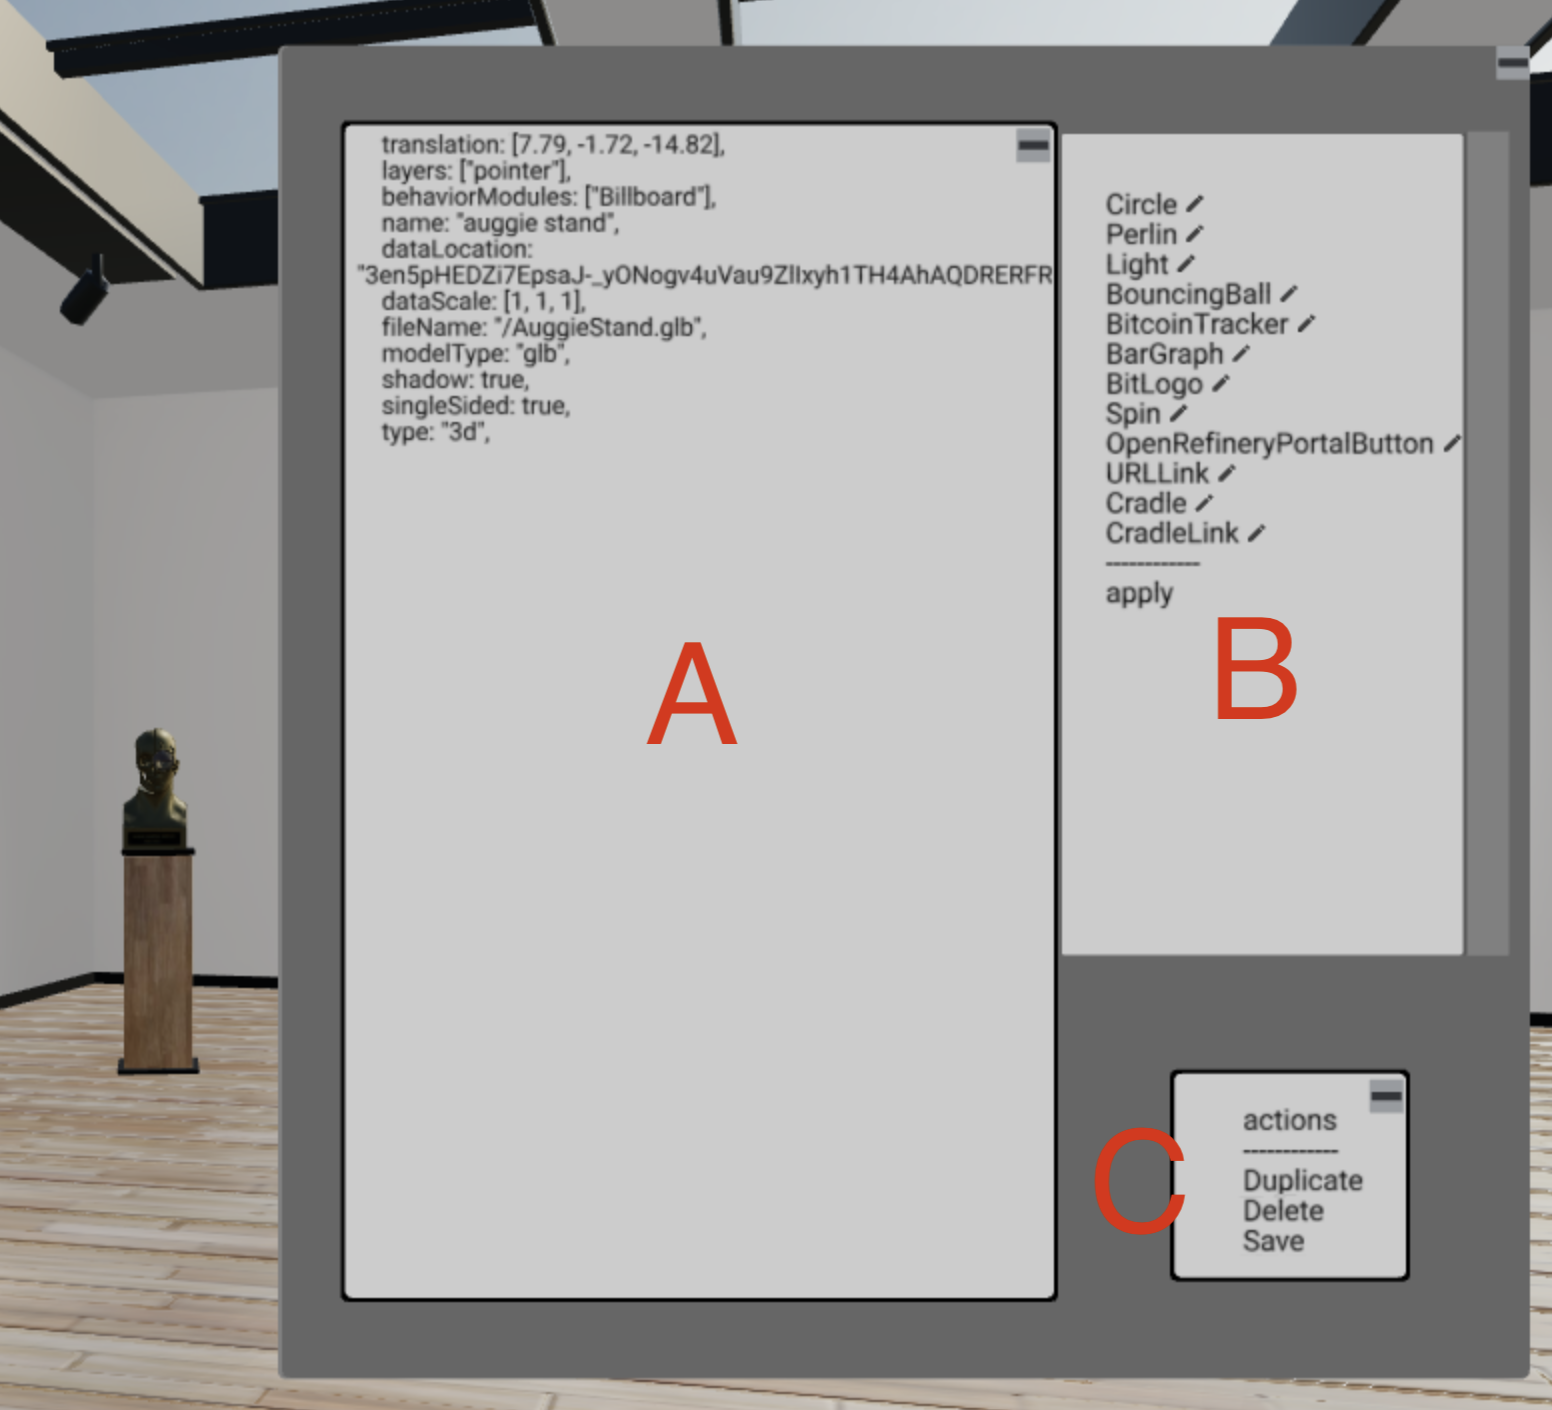 translation: [7.79, -1.72, -14.82],
layers: ["pointer"],
behaviorModules: ["Billboard"],
name: "auggie stand",
dataLocation:
"3en5pHEDZi7EpsaJ-_yONogv4uVau9ZlIxyh1TH4AhAQDRERFR
dataScale: [1, 1, 1],
fileName: "/AuggieStand.glb",
modelType: "glb",
shadow: true,
singleSided: true,
type: "3d",
A
Circle
Perlin
Light
BouncingBall
BitcoinTracker
BarGraph
BitLogo
Spin
OpenRefineryPortalButton
URLLink
Cradle
CradleLink
------------
apply
B
C
actions
------------
Duplicate
Delete
Save